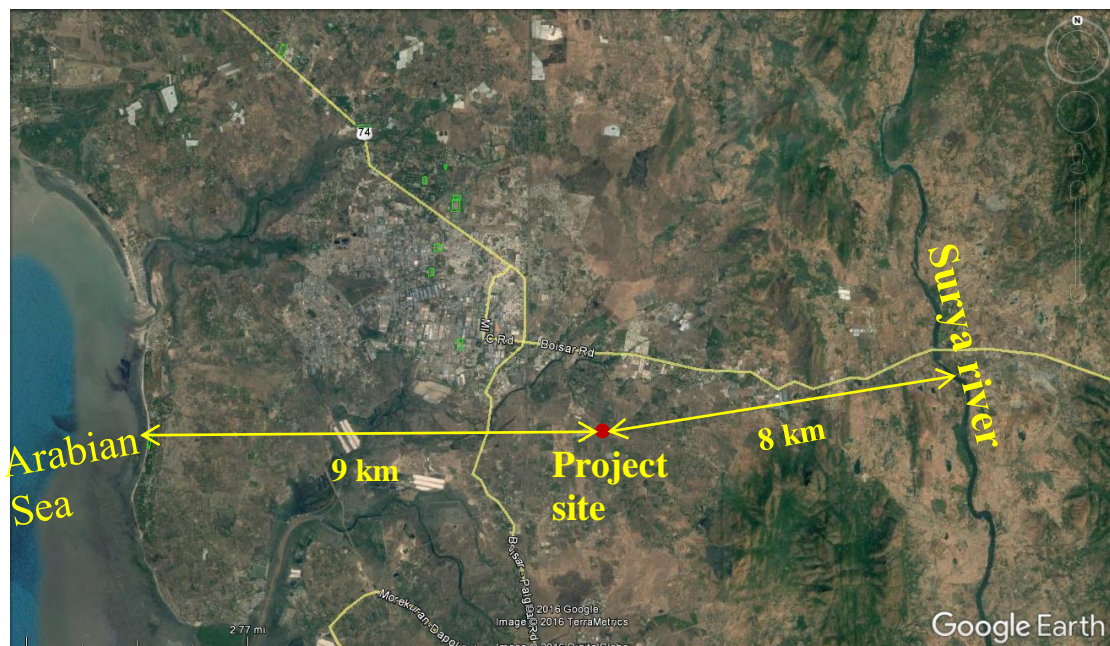 N
74
Surya river
MI
C Rd
Boisar Rd
8 km
Arabian
Sea
9 km
Project
site
Boisar - Palghar Rd
© 2016 Google
Image © 2016 TerraMetrics
Morekuran-Dapoli
2.77 mi
Google Earth